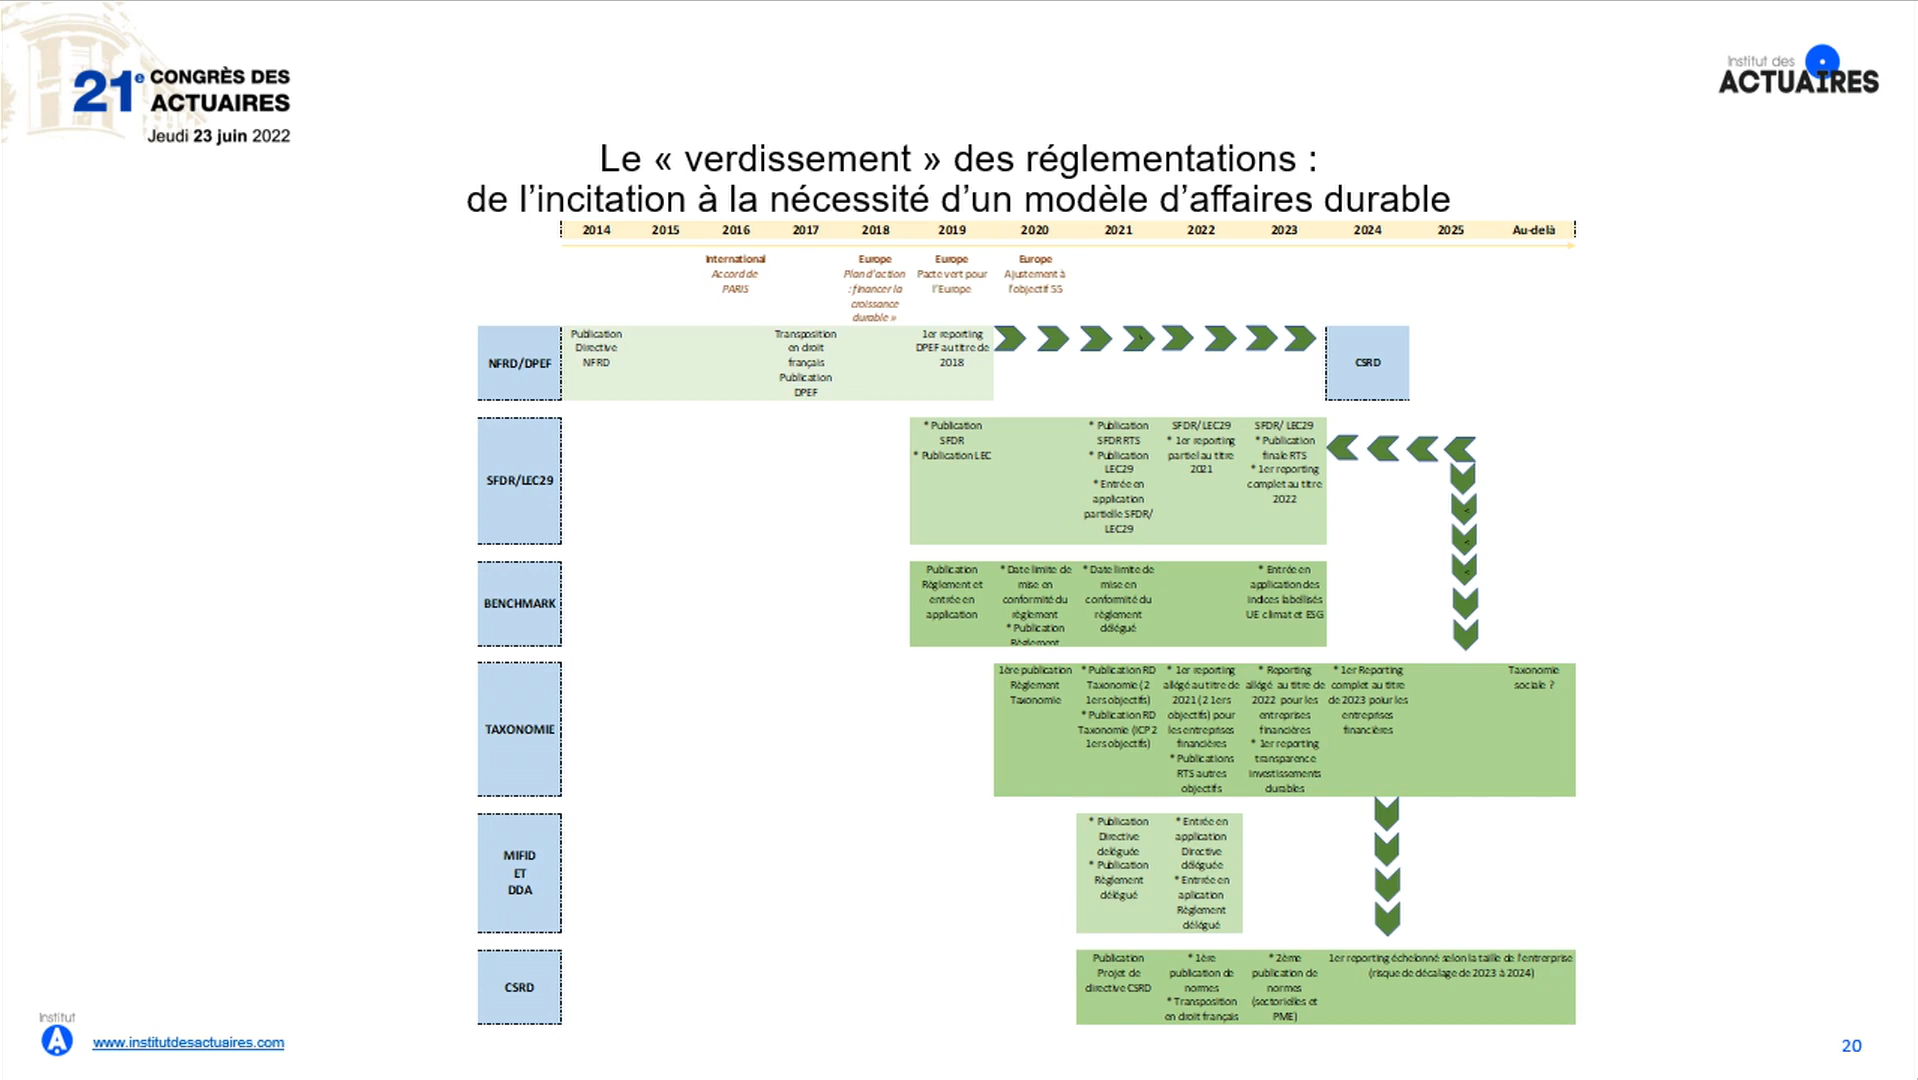 21e CONGRÈS DES
ACTUAIRES
Jeudi 23 juin 2022
Institut des
ACTUAIRES
Le « verdissement » des réglementations :
de l’incitation à la nécessité d’un modèle d’affaires durable
2014 2015 2016 2017 2018 2019 2020 2021 2022 2023 2024 2025 Au-delà
International
Accord de
PARIS
Europe
Plan d'action
: financer la
croissance
durable »
Europe
Pacte vert pour
l'Europe
Europe
Ajustement à
l'objectif 55
NFRD/DPEF
Publication
Directive
NFRD
Transposition
en droit
français
Publication
DPEF
1er reporting
DPEF au titre de
2018
CSRD
SFDR/LEC29
* Publication
SFDR
* Publication LEC
* Publication
SFDR RTS
* Publication
LEC29
* Entrée en
application
partielle SFDR/
LEC29
SFDR/LEC29
* 1er reporting
partiel au titre
2021
SFDR/ LEC29
* Publication
finale RTS
* 1er reporting
complet au titre
2022
BENCHMARK
Publication
Règlement et
entrée en
application
* Date limite de
mise en
conformité du
règlement
* Publication
Règlement
* Date limite de
mise en
conformité du
règlement
délégué
* Entrée en
application des
indices labellisés
UE climat et ESG
TAXONOMIE
1ère publication
Règlement
Taxonomie
* Publication RD
Taxonomie (2
1ers objectifs)
* Publication RD
Taxonomie (ICP 2
1ers objectifs)
* 1er reporting
allégé au titre de
2021 (2 1ers
objectifs) pour
les entreprises
financières
* Publications
RTS autres
objectifs
* Reporting
allégé au titre de
2022 pour les
entreprises
financières
* 1er reporting
transparence
investissements
durables
* 1er Reporting
complet au titre
de 2023 pour les
entreprises
financières
Taxonomie
sociale ?
MIFID
ET
DDA
* Publication
Directive
deléguée
* Publication
Règlement
délégué
* Entrée en
application
Directive
déléguée
* Entrrée en
aplication
Règlement
délégué
CSRD
Publication
Projet de
directive CSRD
* 1ère
publication de
normes
* Transposition
en droit français
* 2ème
publication de
normes
(sectorielles et
PME)
1er reporting échelonné selon la taille de l'entreprise
(risque de décalage de 2023 à 2024)
Institut
A
www.institutdesactuaires.com
20